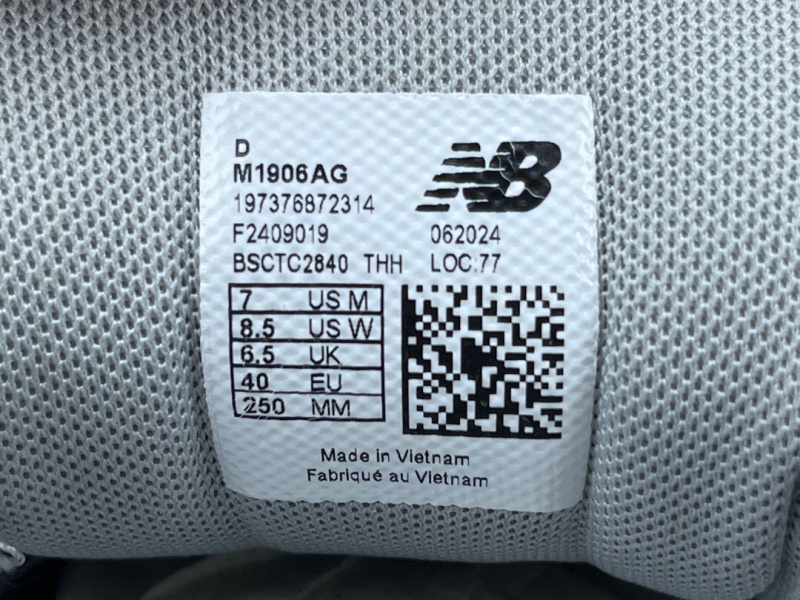 D
M1906AG
197376872314
F2409019 062024
BSCTC2840 THH LOC:77
NB
7 US M
8.5 US W
6.5 UK
40 EU
250 MM
Made in Vietnam
Fabriqué au Vietnam